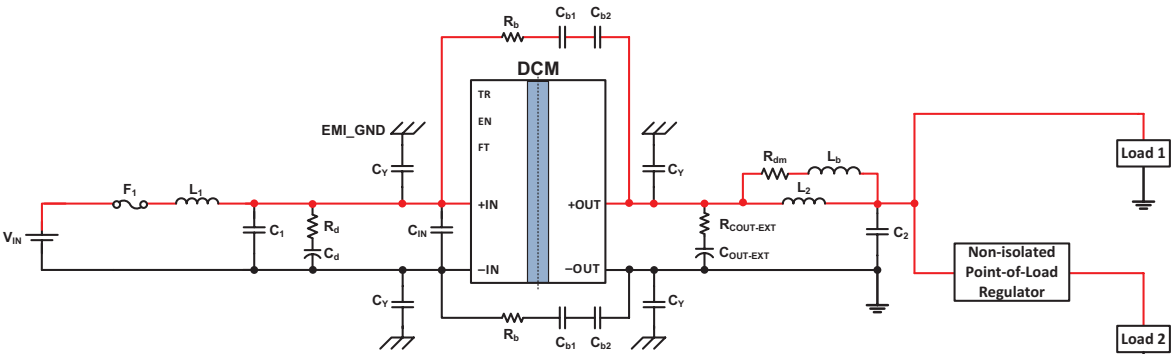 Rb
Cb1
Cb2
DCM
TR
EN
FT
EMI_GND
CY
CY
F1
L1
Rdm
Lb
L2
Load 1
+IN
+OUT
VIN
C1
Rd
Cd
CIN
RCOUT-EXT
COUT-EXT
C2
–IN
–OUT
Non-isolated
Point-of-Load
Regulator
CY
CY
Rb
Cb1
Cb2
Load 2